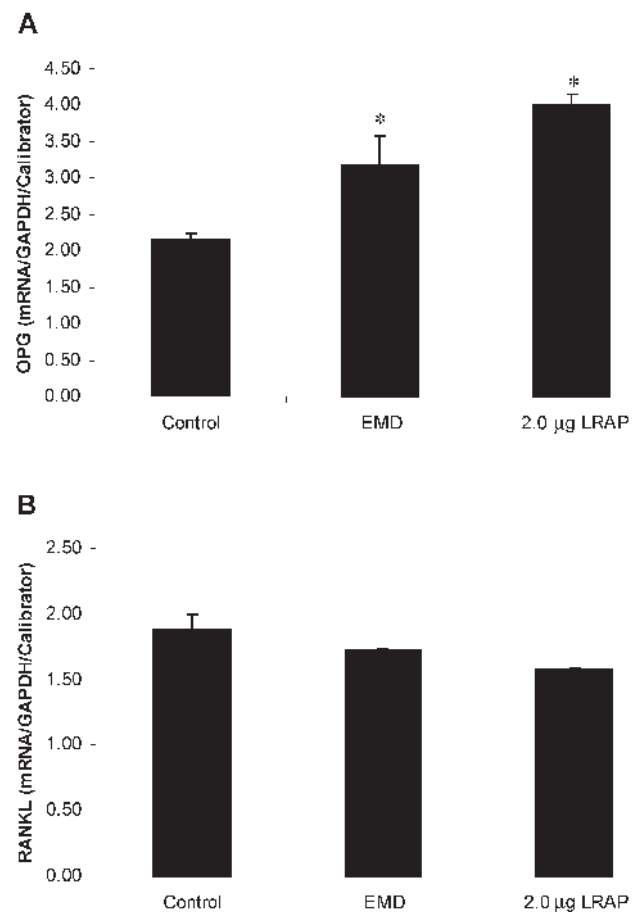 A
OPG (mRNA/GAPDH/Calibrator)
4.50 -
4.00 -
3.50 -
3.00 -
2.50 -
2.00 -
1.50 -
1.00 -
0.50 -
0.00
*
*
Control
EMD
2.0 µg LRAP
B
RANKL (mRNA/GAPDH/Calibrator)
2.50 -
2.00
1.50
1.00 -
0.50
0.00
Control
EMD
2.0 µg LRAP